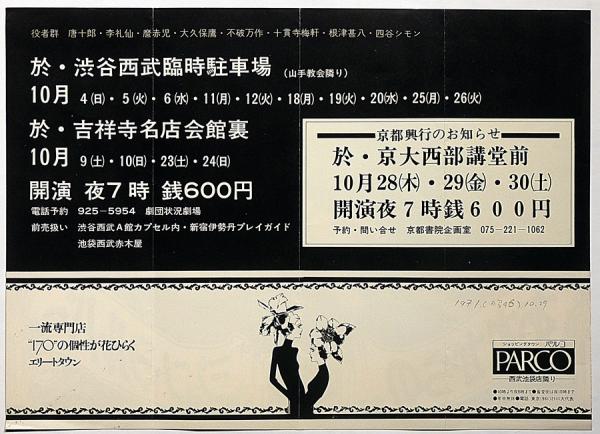 役者群 唐十郎・李礼仙・麿赤児・大久保鷹・不破万作・十貫寺梅軒・根津甚八・四谷シモン
於・渋谷西武臨時駐車場 (山手教会隣り)
10月 4(日)・5(火)・6(水)・11(月)・12(火)・18(月)・19(火)・20(水)・25(月)・26(火)
於・吉祥寺名店会館裏
10月 9(土)・10(日)・23(土)・24(日)
開演 夜7時 銭600円
電話予約 925-5954 劇団状況劇場
前売扱い 渋谷西武A館カプセル内・新宿伊勢丹プレイガイド
池袋西武赤木屋
京都興行のお知らせ
於・京大西部講堂前
10月28(木)・29(金)・30(土)
開演夜7時銭600円
予約・問い合せ 京都書院企画室 075-221-1062
一流専門店
"170"の個性が花ひらく
エリートタウン
1971
10.29
ショッピングタウン パルコ
PARCO
西武池袋店隣り